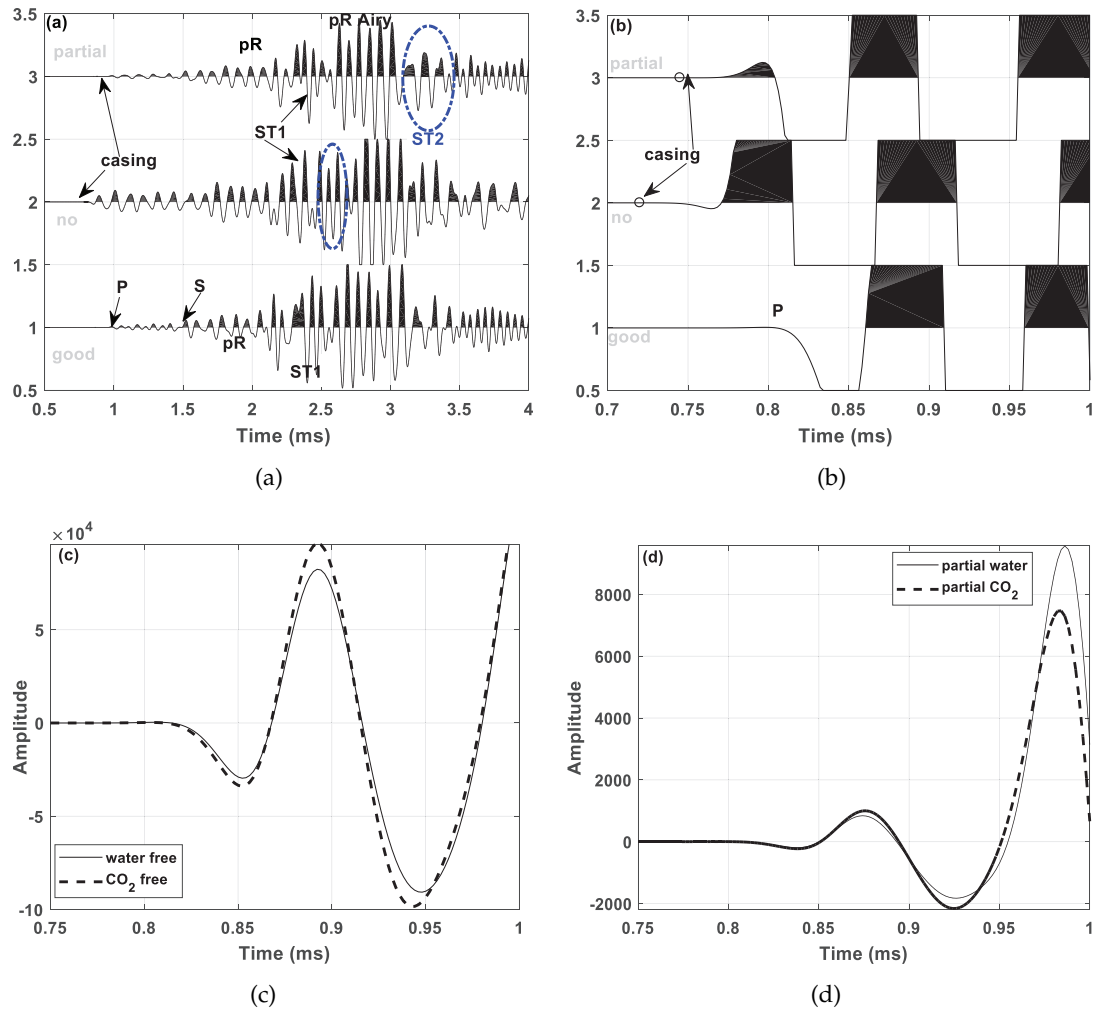 (a)
pR Airy
partial
pR
ST1
ST2
casing
no
P
S
pR
ST1
good
3.5
3
2.5
2
1.5
1
0.5
0.5 1 1.5 2 2.5 3 3.5 4
Time (ms)
(a)
(b)
partial
casing
no
P
good
3.5
3
2.5
2
1.5
1
0.5
0.7 0.75 0.8 0.85 0.9 0.95 1
Time (ms)
(b)
×10⁴
(c)
5
0
-5
-10
Amplitude
water free
CO₂ free
0.75 0.8 0.85 0.9 0.95 1
Time (ms)
(c)
(d)
partial water
partial CO₂
8000
6000
4000
2000
0
-2000
Amplitude
0.75 0.8 0.85 0.9 0.95 1
Time (ms)
(d)